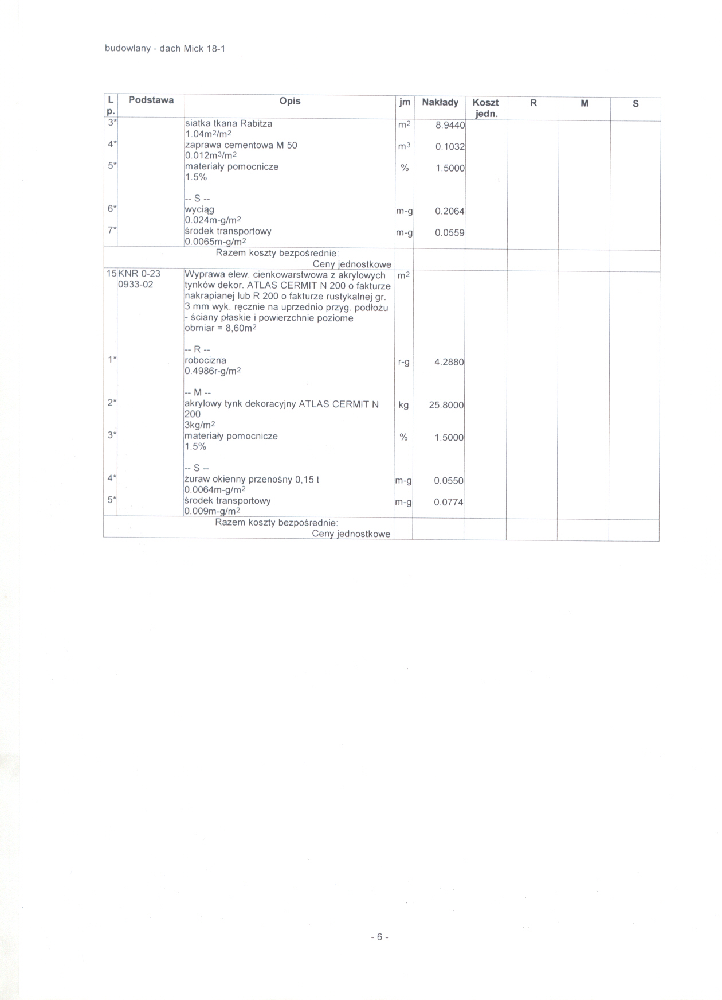 budowlany - dach Mick 18-1
L p. Podstawa Opis jm Nakłady Koszt jedn. R M S
3* siatka tkana Rabitza m2 8.9440
1.04m2/m2
4* zaprawa cementowa M 50 m3 0.1032
0.012m3/m2
5* materiały pomocnicze % 1.5000
1.5%
-- S --
6* wyciąg m-g 0.2064
0.024m-g/m2
7* środek transportowy m-g 0.0559
0.0065m-g/m2
Razem koszty bezpośrednie:
Ceny jednostkowe
15 KNR 0-23 Wyprawa elew. cienkowarstwowa z akrylowych m2
0933-02 tynków dekor. ATLAS CERMIT N 200 o fakturze
nakrapianej lub R 200 o fakturze rustykalnej gr.
3 mm wyk. ręcznie na uprzednio przyg. podłożu
- ściany płaskie i powierzchnie poziome
obmiar = 8,60m2
-- R --
1* robocizna r-g 4.2880
0.4986r-g/m2
-- M --
2* akrylowy tynk dekoracyjny ATLAS CERMIT N kg 25.8000
200
3kg/m2
3* materiały pomocnicze % 1.5000
1.5%
-- S --
4* żuraw okienny przenośny 0,15 t m-g 0.0550
0.0064m-g/m2
5* środek transportowy m-g 0.0774
0.009m-g/m2
Razem koszty bezpośrednie:
Ceny jednostkowe
- 6 -